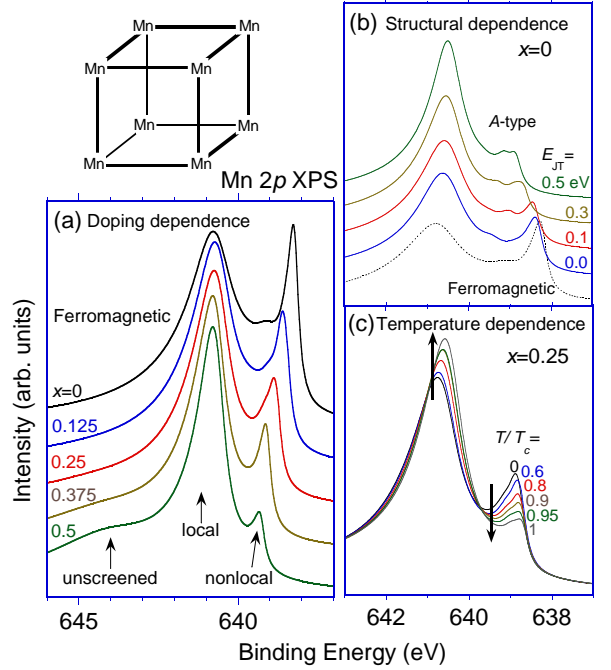 Mn Mn
Mn Mn
Mn Mn
Mn Mn
Mn 2p XPS
(a) Doping dependence
Ferromagnetic
x=0
0.125
0.25
0.375
0.5
local
unscreened
nonlocal
645
640
Intensity (arb. units)
(b) Structural dependence
x=0
A-type
E_JT=
0.5 eV
0.3
0.1
0.0
Ferromagnetic
(c) Temperature dependence
x=0.25
T/T_c=
0
0.6
0.8
0.9
0.95
1
642
640
638
Binding Energy (eV)